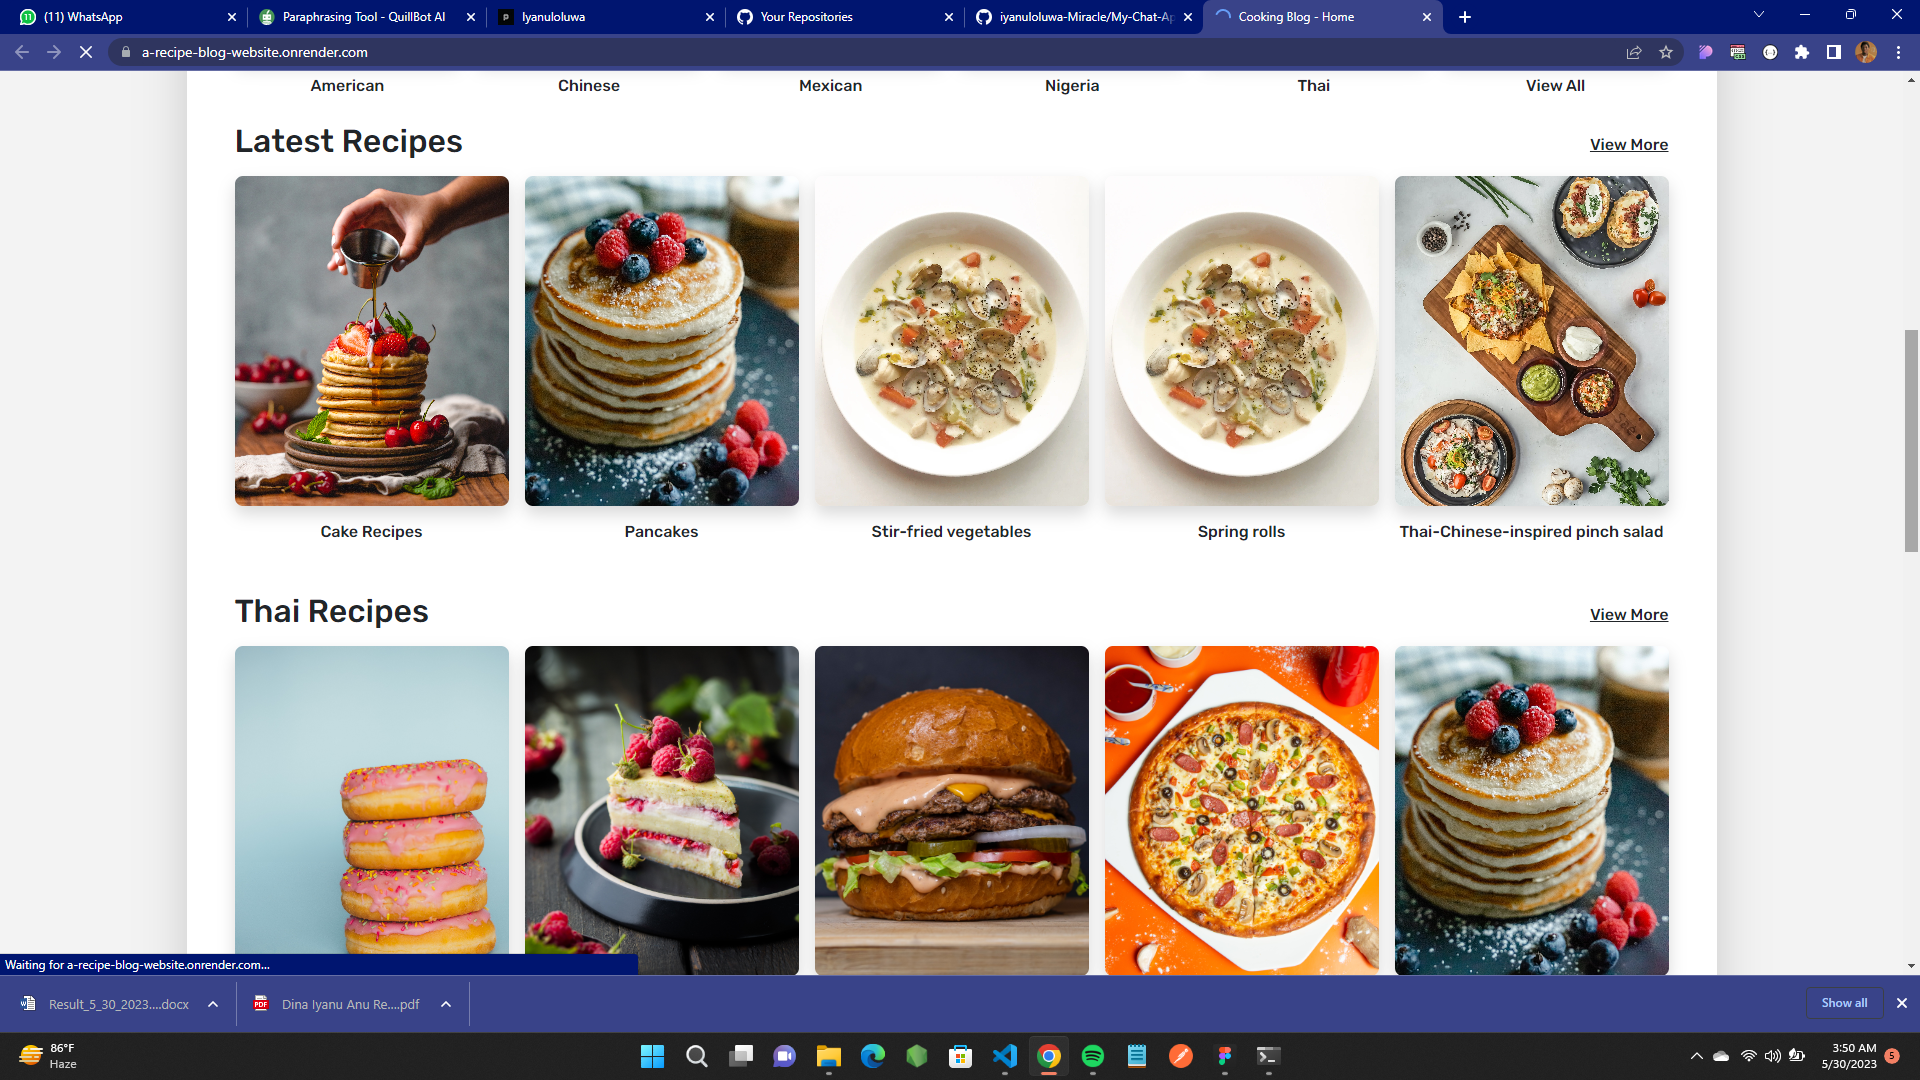 (11) WhatsApp
Paraphrasing Tool - QuillBot AI
Iyanuloluwa
Your Repositories
iyanuloluwa-Miracle/My-Chat-Ap
Cooking Blog - Home
a-recipe-blog-website.onrender.com
American
Chinese
Mexican
Nigeria
Thai
View All
Latest Recipes
View More
Cake Recipes
Pancakes
Stir-fried vegetables
Spring rolls
Thai-Chinese-inspired pinch salad
Thai Recipes
View More
Waiting for a-recipe-blog-website.onrender.com...
Result_5_30_2023....docx
PDF
Dina Iyanu Anu Re....pdf
Show all
86°F
Haze
3:50 AM
5/30/2023
5